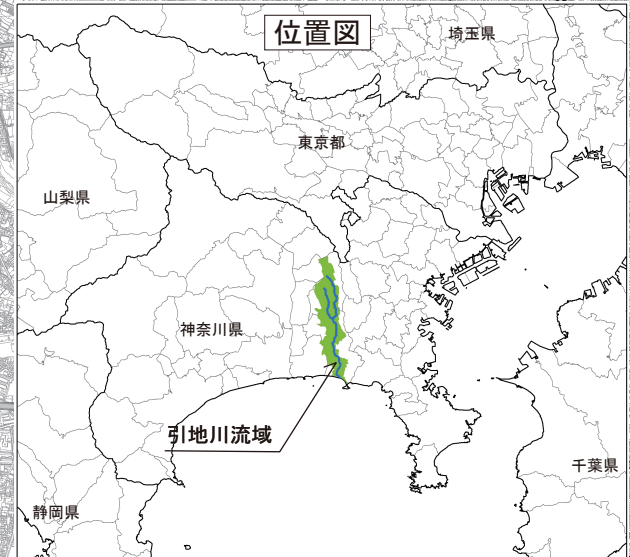 位置図
埼玉県
東京都
山梨県
神奈川県
引地川流域
千葉県
静岡県